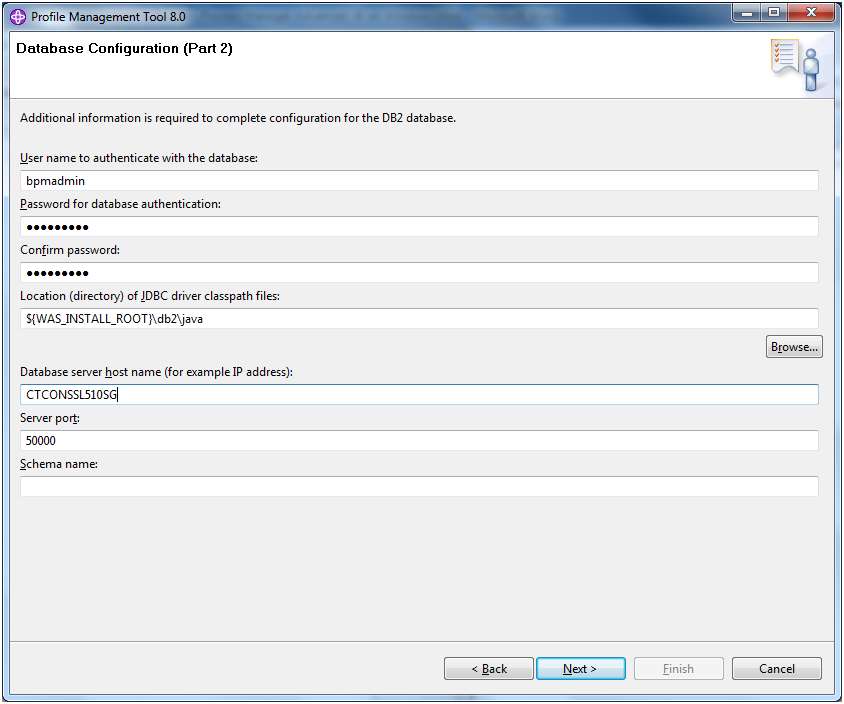 Profile Management Tool 8.0
Database Configuration (Part 2)
Additional information is required to complete configuration for the DB2 database.
User name to authenticate with the database:
bpmadmin
Password for database authentication:
●●●●●●●●●
Confirm password:
●●●●●●●●●
Location (directory) of JDBC driver classpath files:
${WAS_INSTALL_ROOT}\db2\java
Browse...
Database server host name (for example IP address):
CTCONSSL510SG
Server port:
50000
Schema name:
< Back Next > Finish Cancel